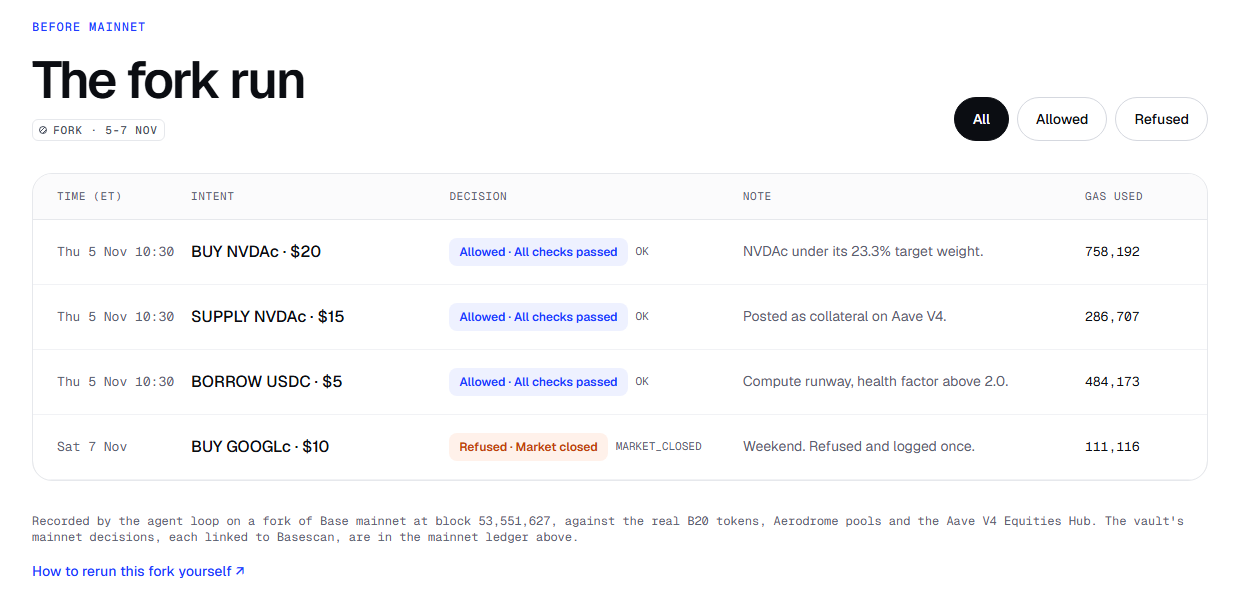 BEFORE MAINNET
The fork run
FORK · 5-7 NOV
All Allowed Refused
TIME (ET) INTENT DECISION NOTE GAS USED
Thu 5 Nov 10:30 BUY NVDAc · $20 Allowed · All checks passed OK NVDAc under its 23.3% target weight. 758,192
Thu 5 Nov 10:30 SUPPLY NVDAc · $15 Allowed · All checks passed OK Posted as collateral on Aave V4. 286,707
Thu 5 Nov 10:30 BORROW USDC · $5 Allowed · All checks passed OK Compute runway, health factor above 2.0. 484,173
Sat 7 Nov BUY GOOGLc · $10 Refused · Market closed MARKET_CLOSED Weekend. Refused and logged once. 111,116
Recorded by the agent loop on a fork of Base mainnet at block 53,551,627, against the real B20 tokens, Aerodrome pools and the Aave V4 Equities Hub. The vault's
mainnet decisions, each linked to Basescan, are in the mainnet ledger above.
How to rerun this fork yourself ↗